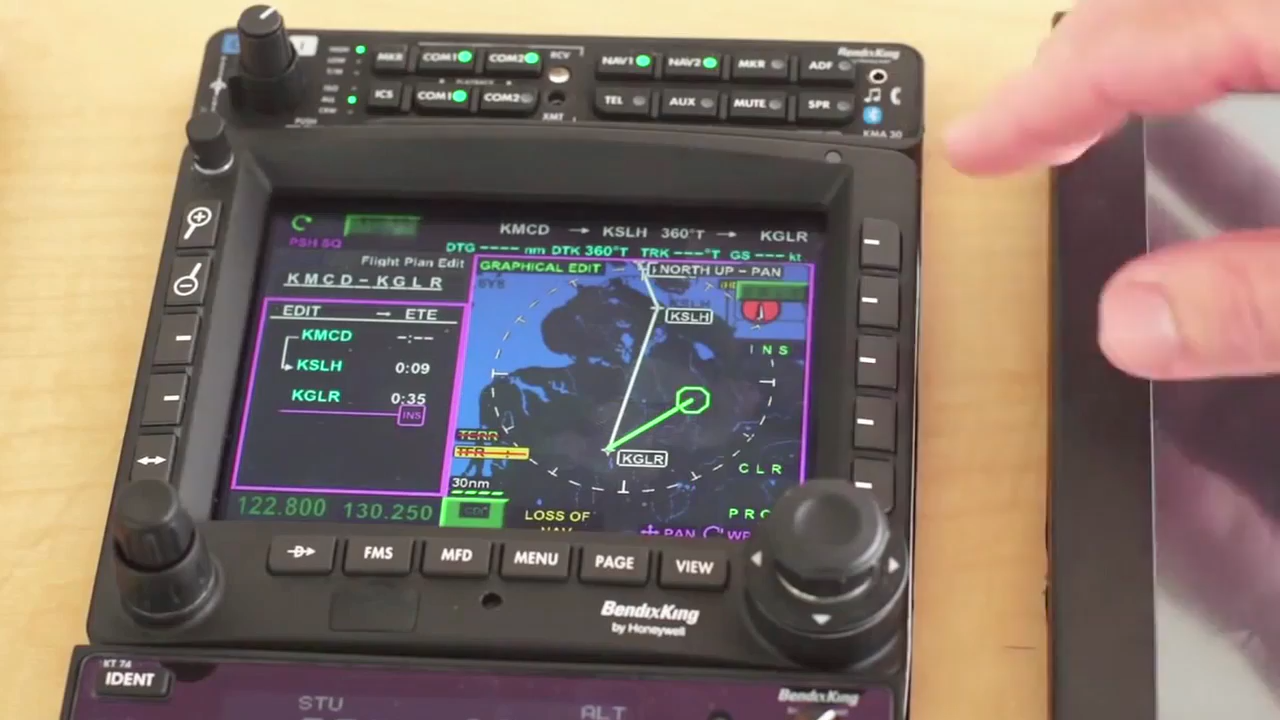 MKR COM1 COM2 RCV
NAV1 NAV2 MKR ADF
BendixKing
PLAYBACK
ICS COM1 COM2 XMT
TEL AUX MUTE SPR
PUSH
KMA 30
PSH SQ
KMCD → KSLH 360°T → KGLR
DTG ---- nm DTK 360°T TRK ---°T GS --- kt
Flight Plan Edit
KMCD-KGLR
EDIT → ETE
KMCD -:--
KSLH 0:09
KGLR 0:35
INS
GRAPHICAL EDIT
NORTH UP - PAN
SYS
KSLH
KSLH
INS
KGLR
TERR
TFR
CLR
30nm
122.800 130.250
LOSS OF
NAV
PRO
PAN
D FMS MFD MENU PAGE VIEW
BendixKing
by Honeywell
KT 74
IDENT
STU
ALT
BendixKing